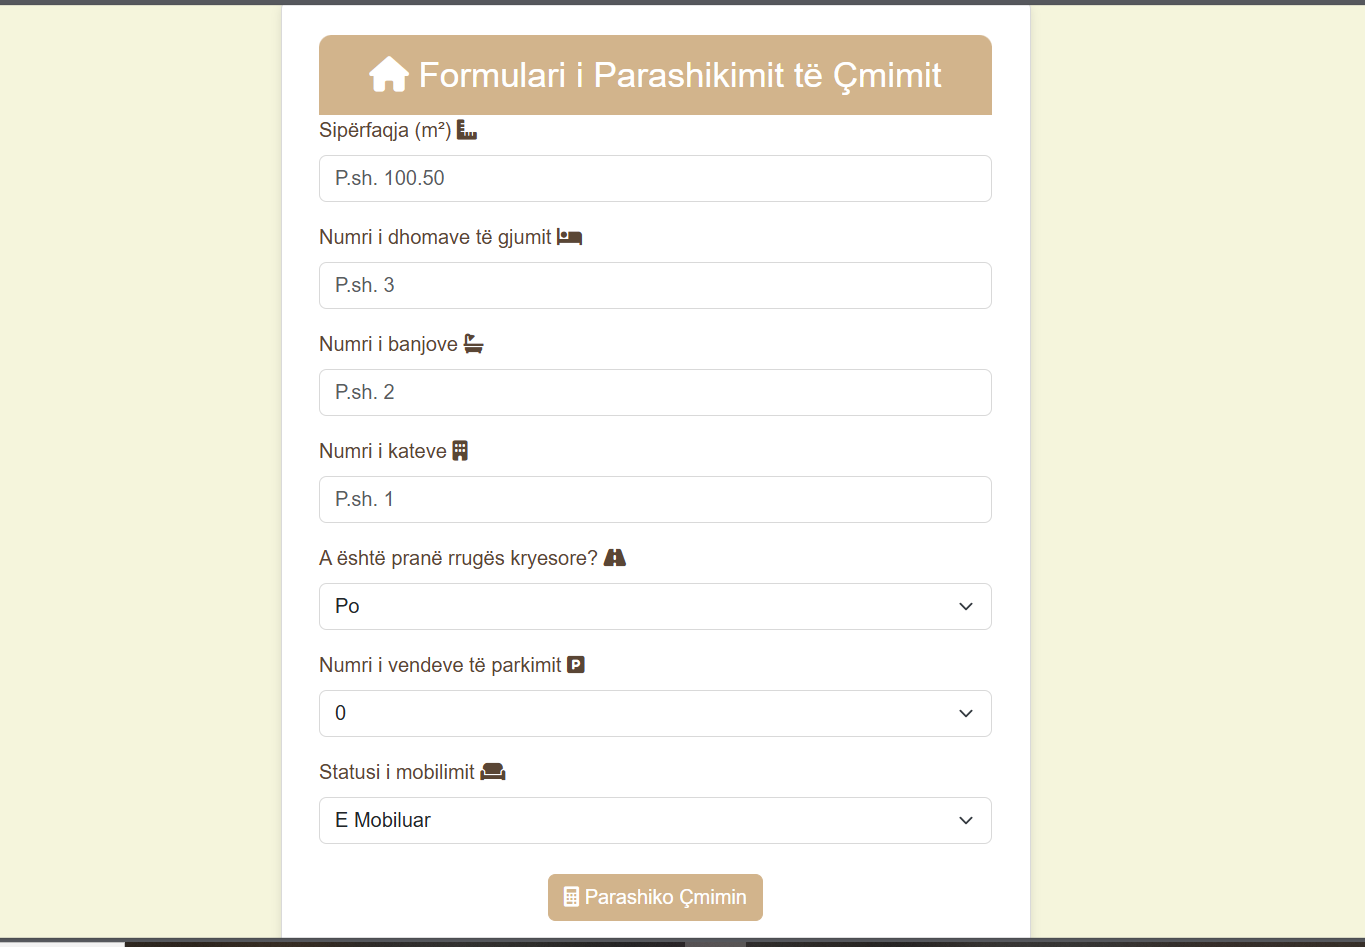 Formulari i Parashikimit të Çmimit
Sipërfaqja (m²)
P.sh. 100.50
Numri i dhomave të gjumit
P.sh. 3
Numri i banjove
P.sh. 2
Numri i kateve
P.sh. 1
A është pranë rrugës kryesore?
Po
Numri i vendeve të parkimit
0
Statusi i mobilimit
E Mobiluar
Parashiko Çmimin